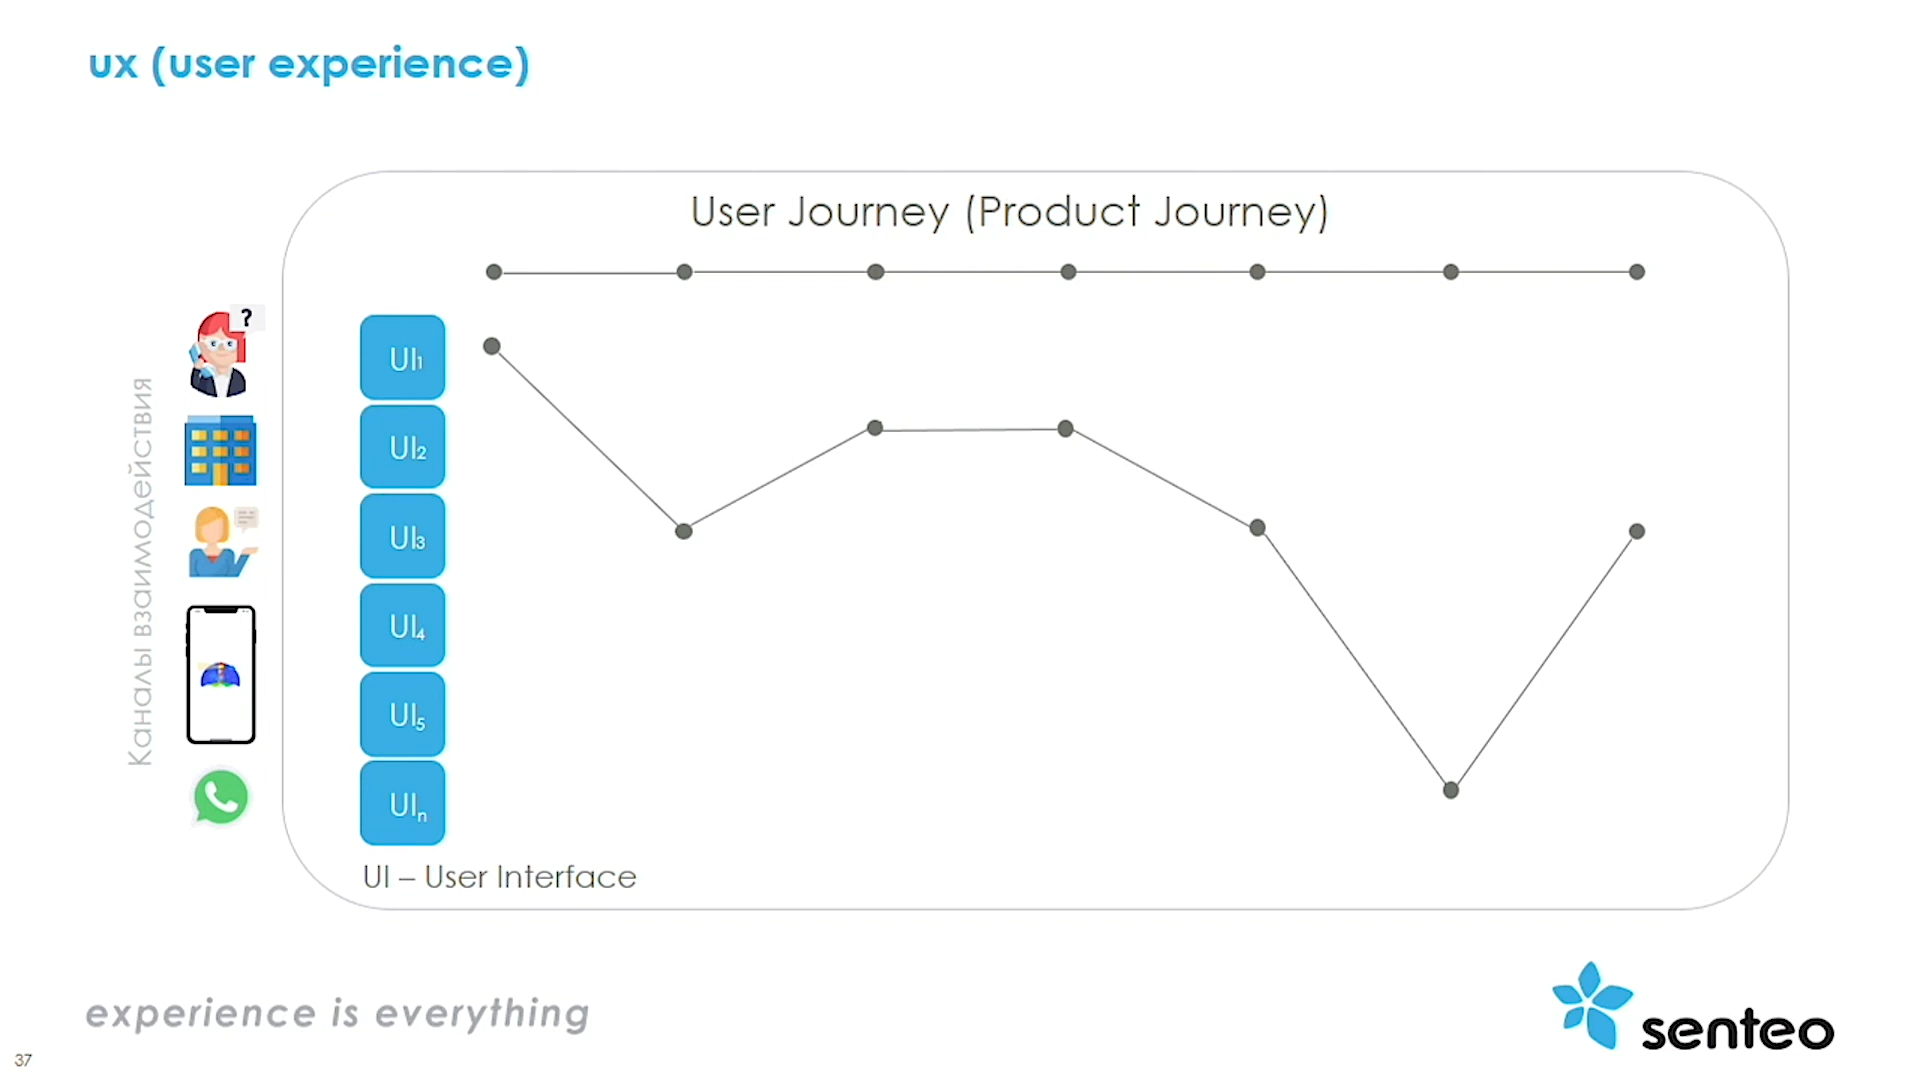 ux (user experience)
User Journey (Product Journey)
?
Каналы взаимодействия
UI1
UI2
UI3
UI4
UI5
UIn
UI – User Interface
experience is everything
senteo
37